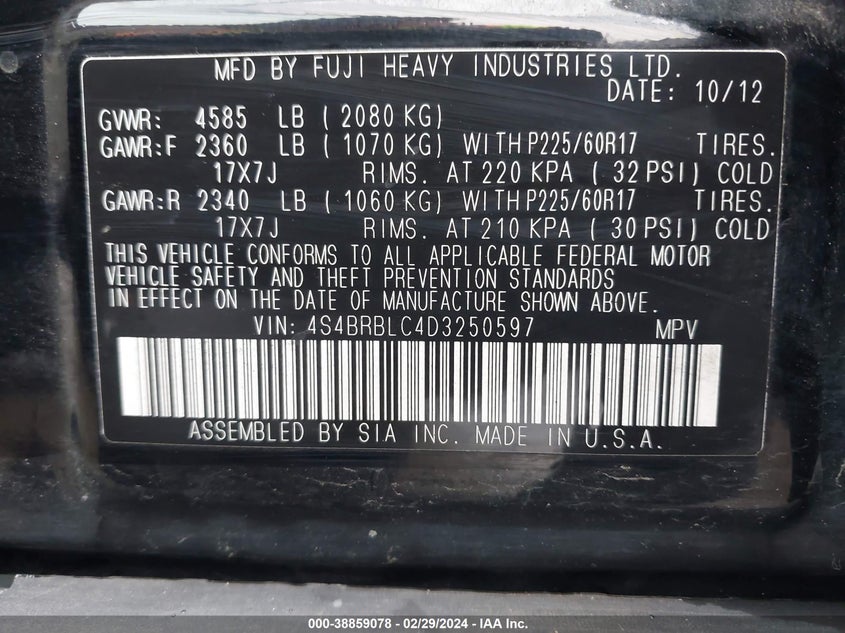 MFD BY FUJI HEAVY INDUSTRIES LTD.
DATE: 10/12
GVWR: 4585 LB ( 2080 KG)
GAWR:F 2360 LB ( 1070 KG) WITH P225/60R17 TIRES.
17X7J RIMS. AT 220 KPA ( 32 PSI) COLD
GAWR:R 2340 LB ( 1060 KG) WITH P225/60R17 TIRES.
17X7J RIMS. AT 210 KPA ( 30 PSI) COLD
THIS VEHICLE CONFORMS TO ALL APPLICABLE FEDERAL MOTOR
VEHICLE SAFETY AND THEFT PREVENTION STANDARDS
IN EFFECT ON THE DATE OF MANUFACTURE SHOWN ABOVE.
VIN: 4S4BRBLC4D3250597 MPV
ASSEMBLED BY SIA INC. MADE IN U.S.A.
000-38859078 - 02/29/2024 - IAA Inc.